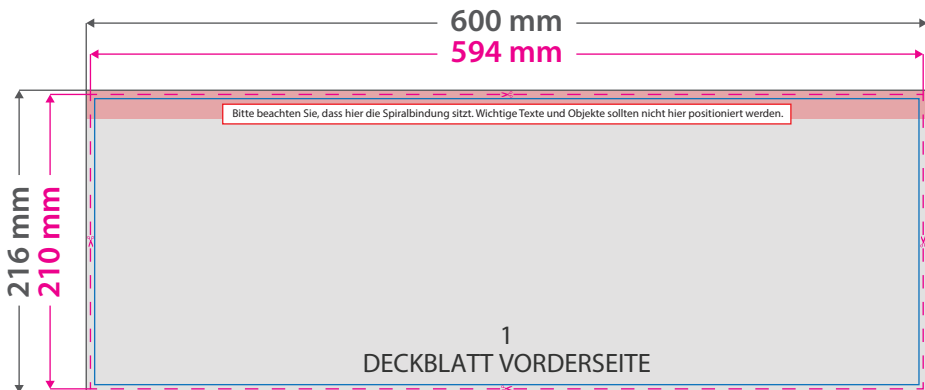 600 mm
594 mm
Bitte beachten Sie, dass hier die Spiralbindung sitzt. Wichtige Texte und Objekte sollten nicht hier positioniert werden.
216 mm
210 mm
1
DECKBLATT VORDERSEITE